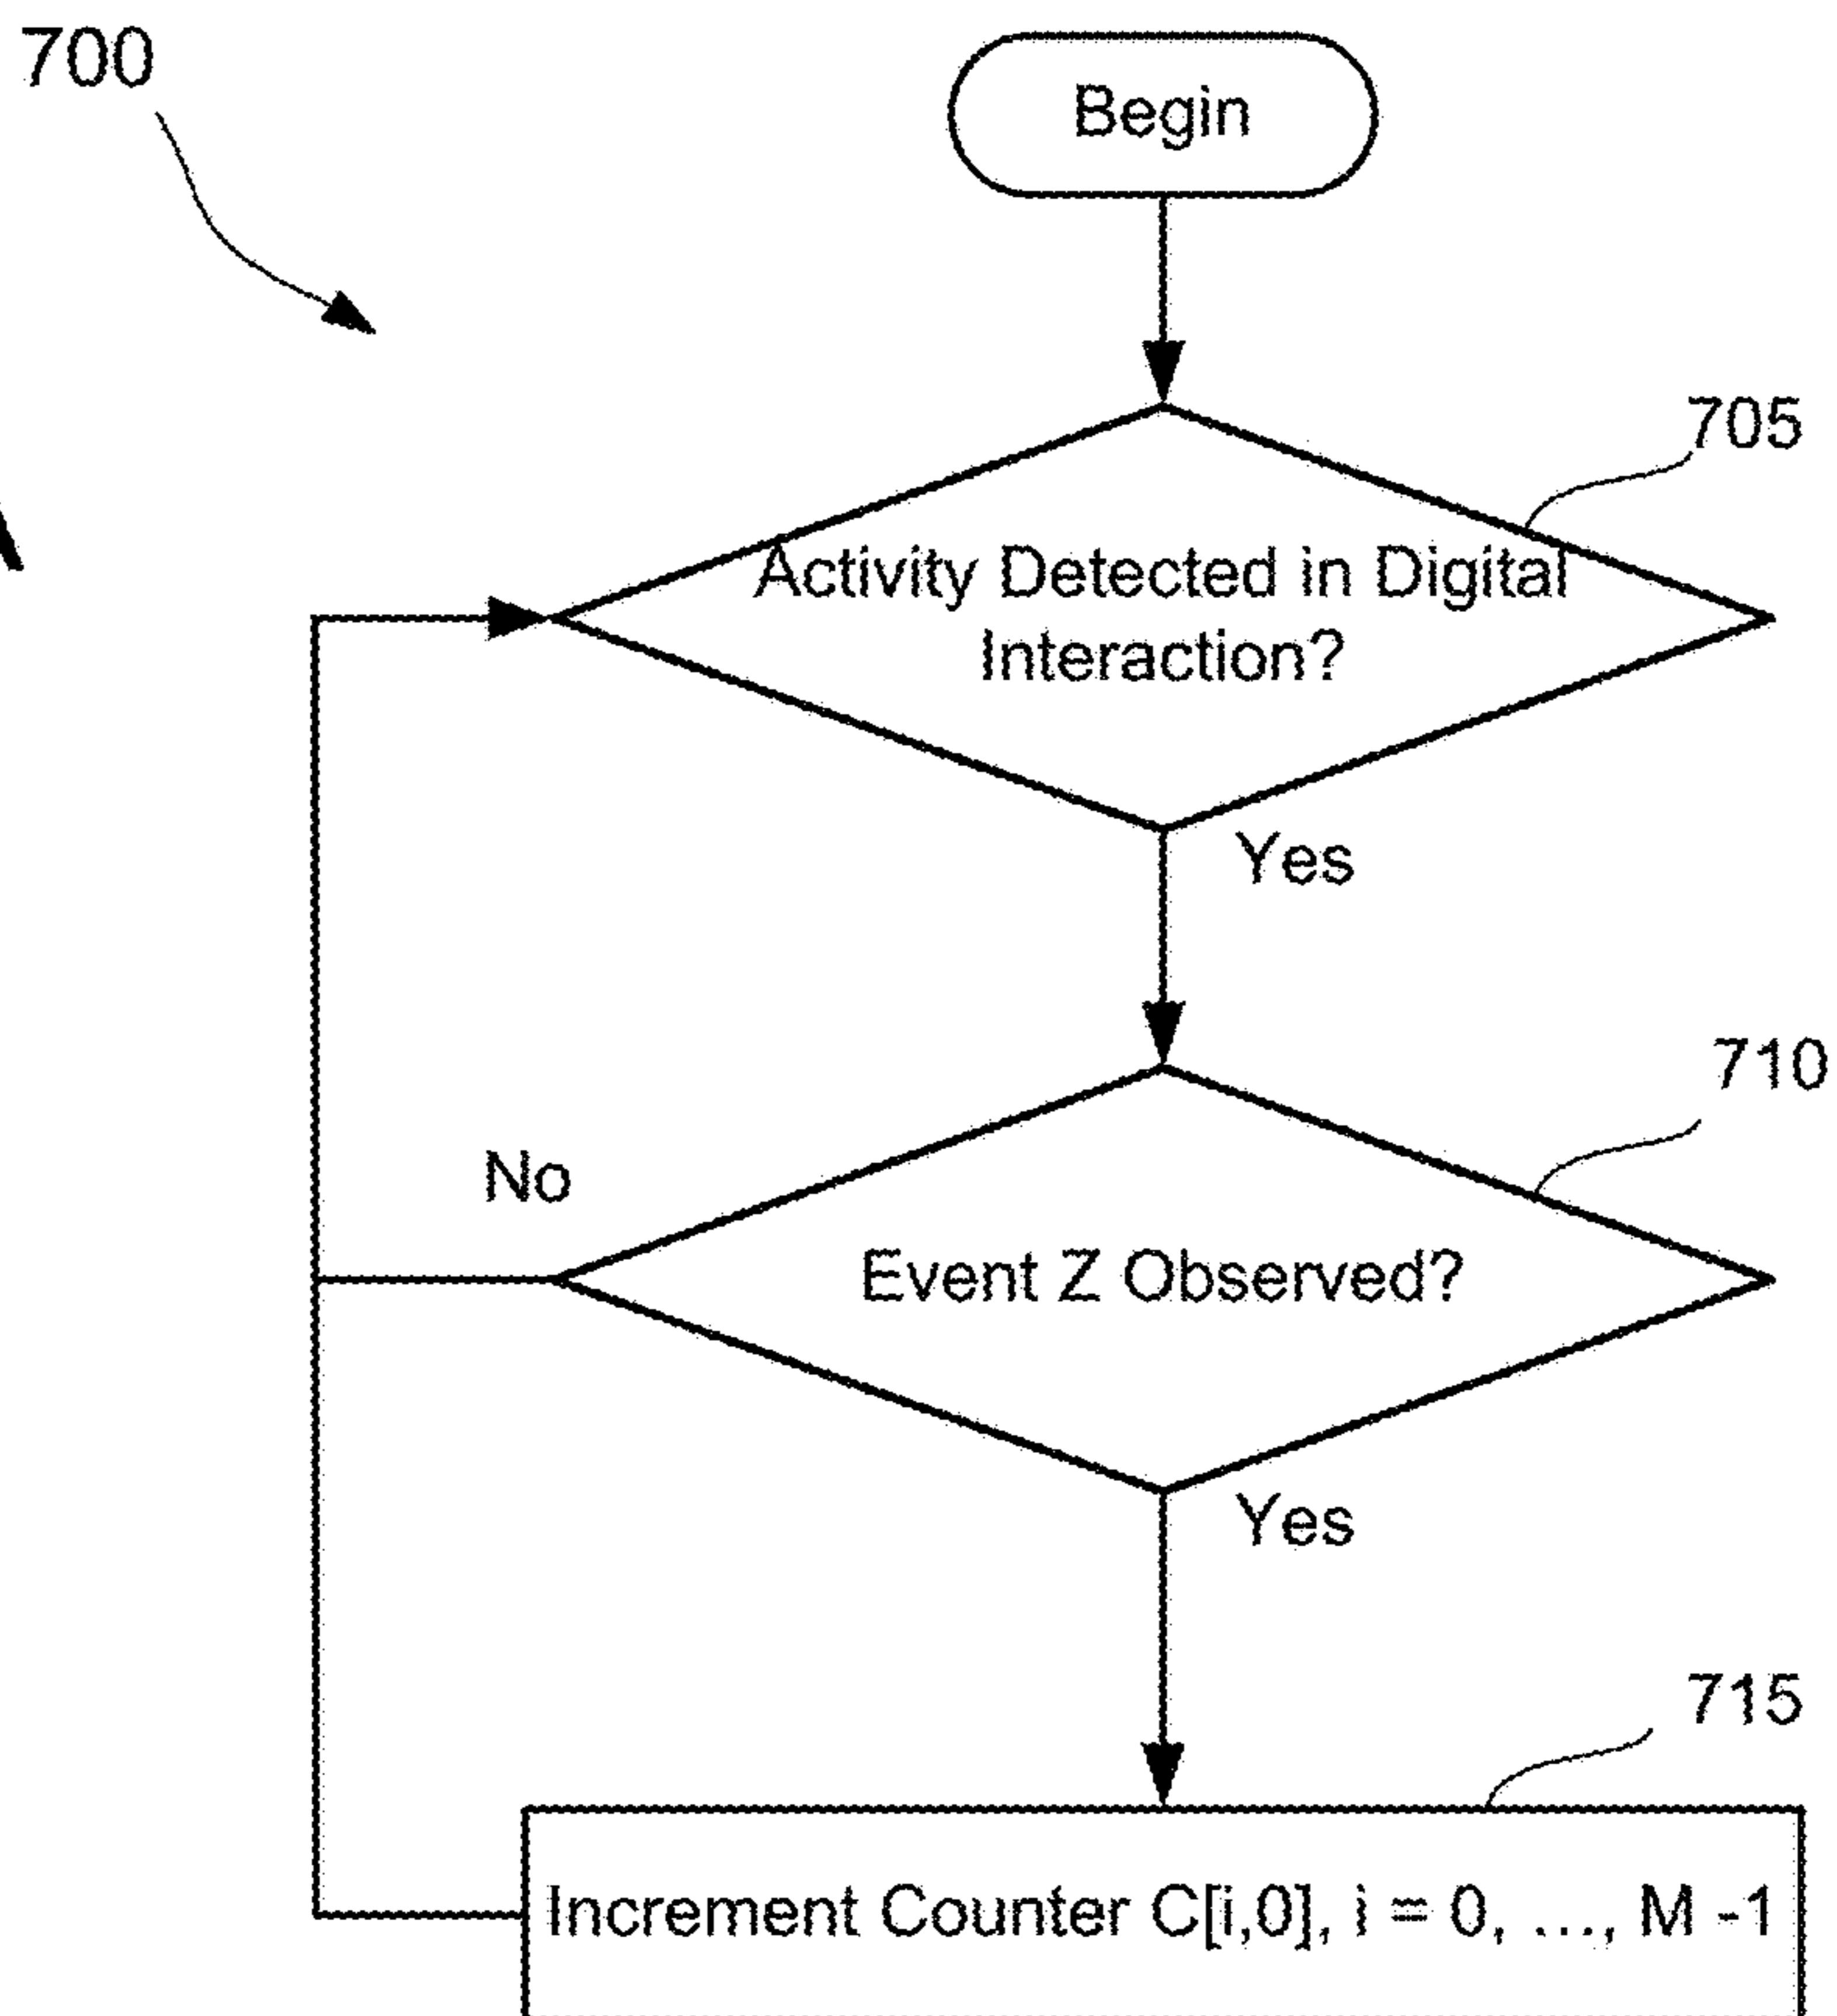 700
Begin
705
Activity Detected in Digital
Interaction?
Yes
710
No
Event Z Observed?
Yes
715
Increment Counter C[i,0], i = 0, ..., M -1